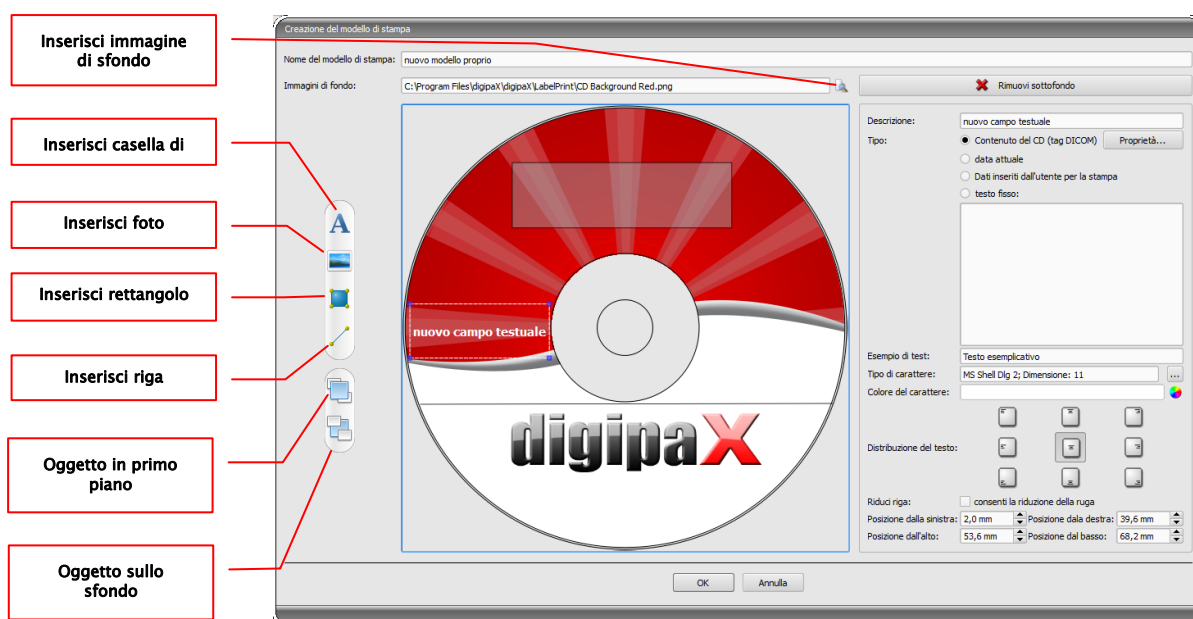 Inserisci immagine
di sfondo
Inserisci casella di
Inserisci foto
Inserisci rettangolo
Inserisci riga
Oggetto in primo
piano
Oggetto sullo
sfondo
Creazione del modello di stampa
Nome del modello di stampa: nuovo modello proprio
Immagini di fondo: C:\Program Files\digipaX\digipaX\LabelPrint\CD Background Red.png
Rimuovi sottofondo
A
nuovo campo testuale
digipaX
Descrizione: nuovo campo testuale
Tipo: Contenuto del CD (tag DICOM) Proprietà...
data attuale
Dati inseriti dall'utente per la stampa
testo fisso:
Esempio di test: Testo esemplicativo
Tipo di carattere: MS Shell Dlg 2; Dimensione: 11 ...
Colore del carattere:
Distribuzione del testo:
Riduci riga: consenti la riduzione della ruga
Posizione dalla sinistra: 2,0 mm Posizione dala destra: 39,6 mm
Posizione dall'alto: 53,6 mm Posizione dal basso: 68,2 mm
OK Annulla